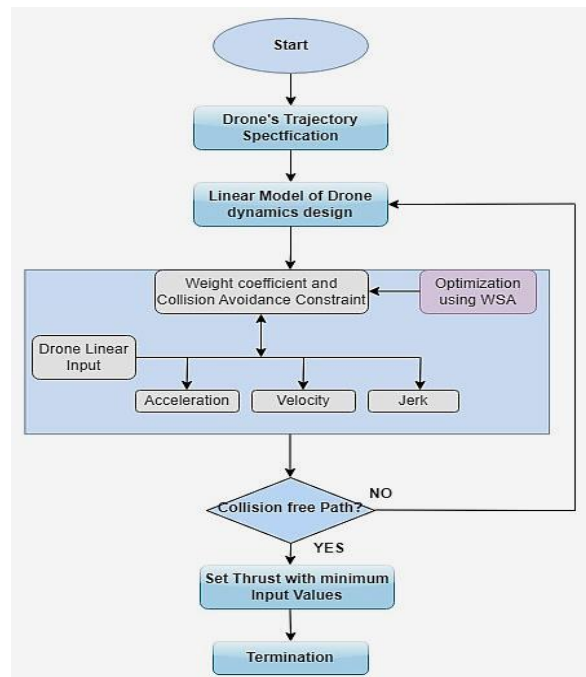 Start
Drone's Trajectory
Spectfication
Linear Model of Drone
dynamics design
Weight coefficient and
Collision Avoidance Constraint
Optimization
using WSA
Drone Linear
Input
Acceleration
Velocity
Jerk
Collision free Path?
NO
YES
Set Thrust with minimum
Input Values
Termination